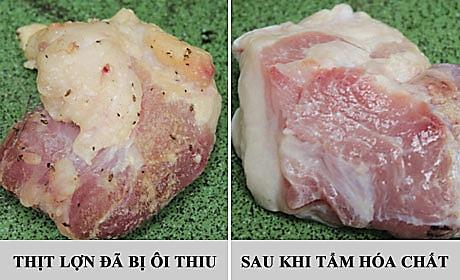 THỊT LỢN ĐÃ BỊ ÔI THIU
SAU KHI TẨM HÓA CHẤT